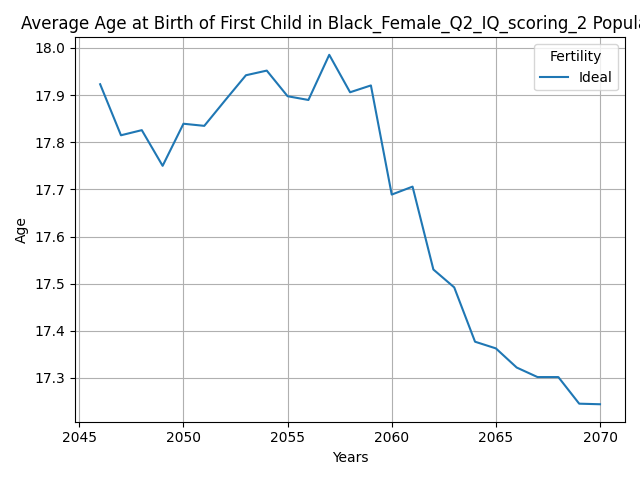 Average Age at Birth of First Child in Black_Female_Q2_IQ_scoring_2 Popula
Fertility
Ideal
18.0
17.9
17.8
17.7
17.6
17.5
17.4
17.3
Age
2045 2050 2055 2060 2065 2070
Years